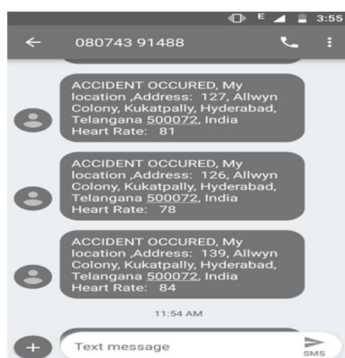 E 3:55
080743 91488
ACCIDENT OCCURED, My
location ,Address: 127, Allwyn
Colony, Kukatpally, Hyderabad,
Telangana 500072, India
Heart Rate: 81
ACCIDENT OCCURED, My
location ,Address: 126, Allwyn
Colony, Kukatpally, Hyderabad,
Telangana 500072, India
Heart Rate: 78
ACCIDENT OCCURED, My
location ,Address: 139, Allwyn
Colony, Kukatpally, Hyderabad,
Telangana 500072, India
Heart Rate: 84
11:54 AM
Text message
SMS